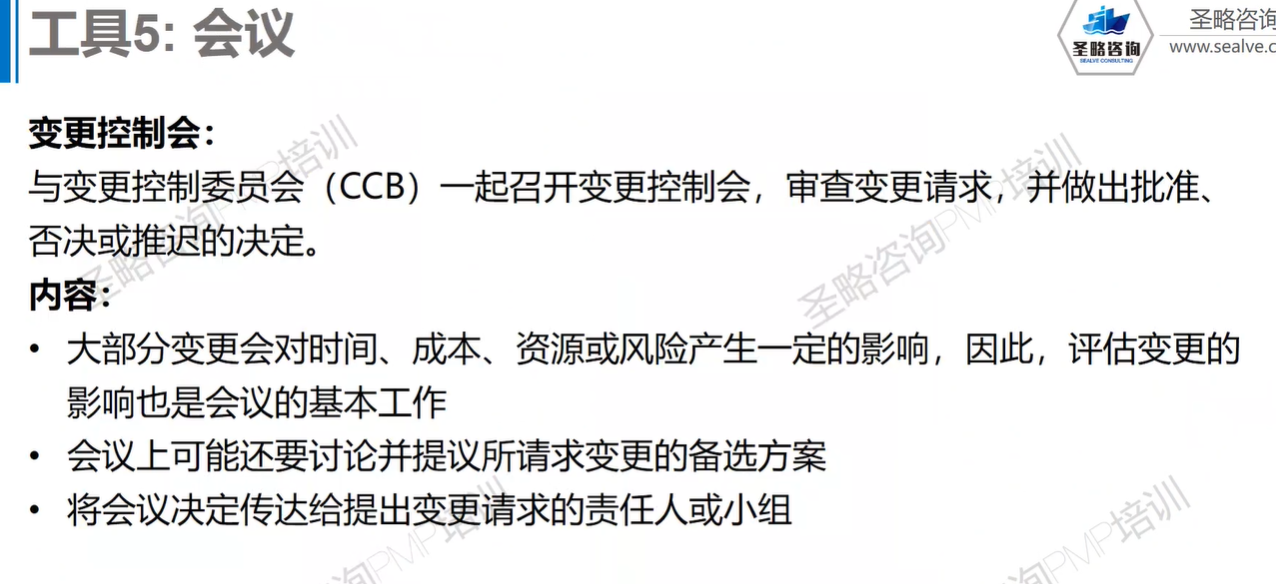 工具5: 会议
圣略咨询
SEALVE CONSULTING
圣略咨询
www.sealve.c
变更控制会：
与变更控制委员会（CCB）一起召开变更控制会，审查变更请求，并做出批准、
否决或推迟的决定。
内容：
• 大部分变更会对时间、成本、资源或风险产生一定的影响，因此，评估变更的
影响也是会议的基本工作
• 会议上可能还要讨论并提议所请求变更的备选方案
• 将会议决定传达给提出变更请求的责任人或小组
圣略咨询PMP培训
圣略咨询PMP培训
询PMP培训
咨询PMP培训